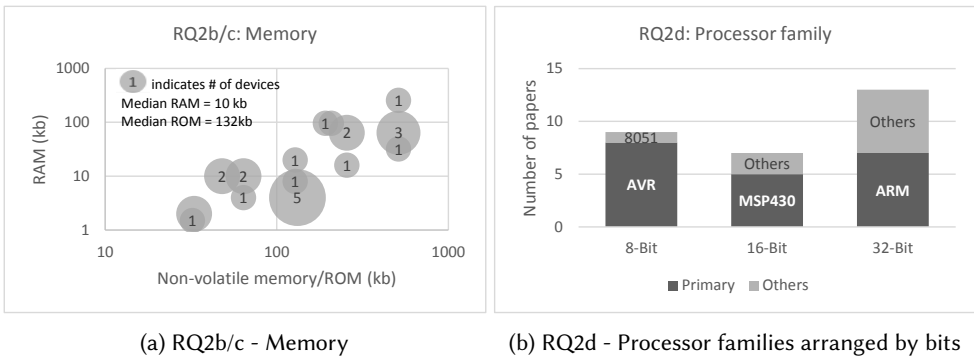 RQ2b/c: Memory
1000
100
10
1
RAM (kb)
1 indicates # of devices
Median RAM = 10 kb
Median ROM = 132kb
1
1
2
3
1
1
1
2
2
1
1
5
1
10
100
1000
Non-volatile memory/ROM (kb)
RQ2d: Processor family
15
10
5
0
Number of papers
8051
AVR
Others
MSP430
Others
ARM
8-Bit
16-Bit
32-Bit
Primary
Others
(a) RQ2b/c - Memory
(b) RQ2d - Processor families arranged by bits